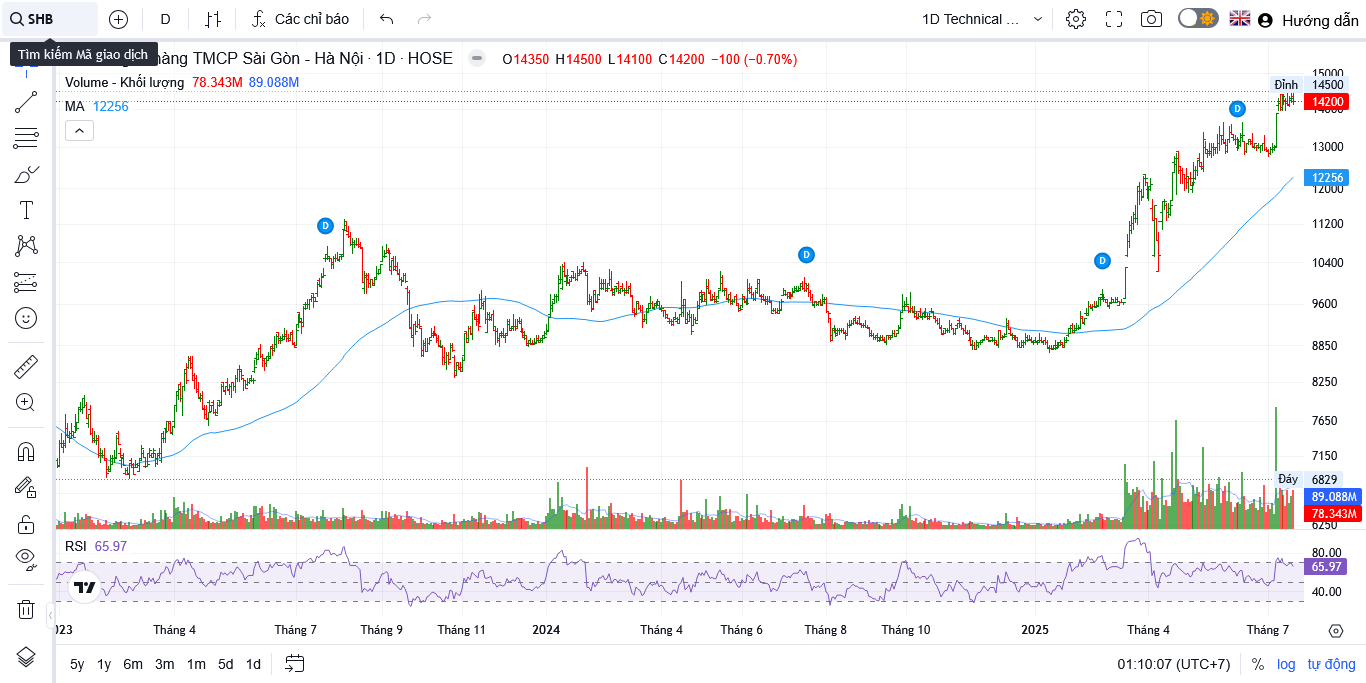 SHB
D
Các chỉ báo
1D Technical ...
Hướng dẫn
Tìm kiếm Mã giao dịch
hàng TMCP Sài Gòn - Hà Nội · 1D · HOSE
O14350 H14500 L14100 C14200 −100 (−0.70%)
Volume - Khối lượng 78.343M 89.088M
MA 12256
15000
Đỉnh 14500
14200
D
13000
12256
12000
D
11200
D
D
10400
9600
8850
8250
7650
7150
Đáy 6829
89.088M
78.343M
6250
RSI 65.97
80.00
65.97
40.00
Tháng 4
Tháng 7
Tháng 9
Tháng 11
2024
Tháng 4
Tháng 6
Tháng 8
Tháng 10
2025
Tháng 4
Tháng 7
5y 1y 6m 3m 1m 5d 1d
01:10:07 (UTC+7) % log tự động